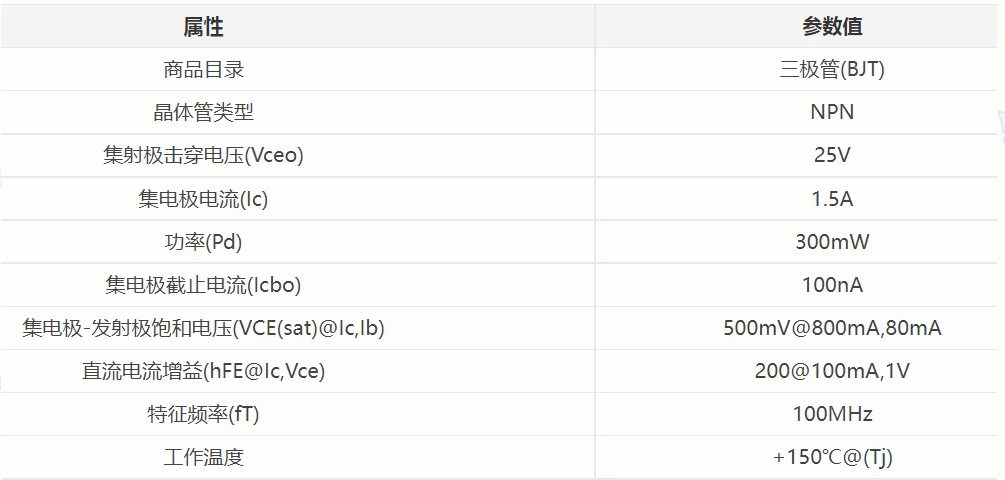 属性 参数值
商品目录 三极管(BJT)
晶体管类型 NPN
集射极击穿电压(Vceo) 25V
集电极电流(Ic) 1.5A
功率(Pd) 300mW
集电极截止电流(Icbo) 100nA
集电极-发射极饱和电压(VCE(sat)@Ic,Ib) 500mV@800mA,80mA
直流电流增益(hFE@Ic,Vce) 200@100mA,1V
特征频率(fT) 100MHz
工作温度 +150℃@(Tj)